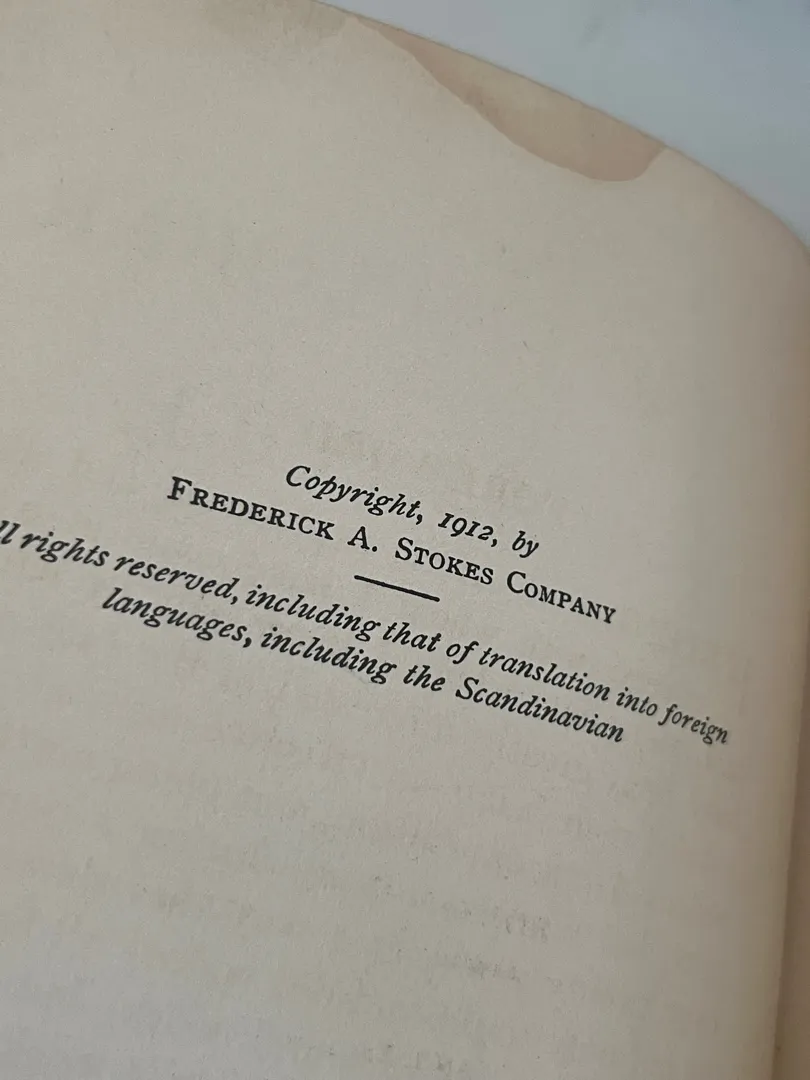 Copyright, 1912, by
FREDERICK A. STOKES COMPANY
ll rights reserved, including that of translation into foreign
languages, including the Scandinavian